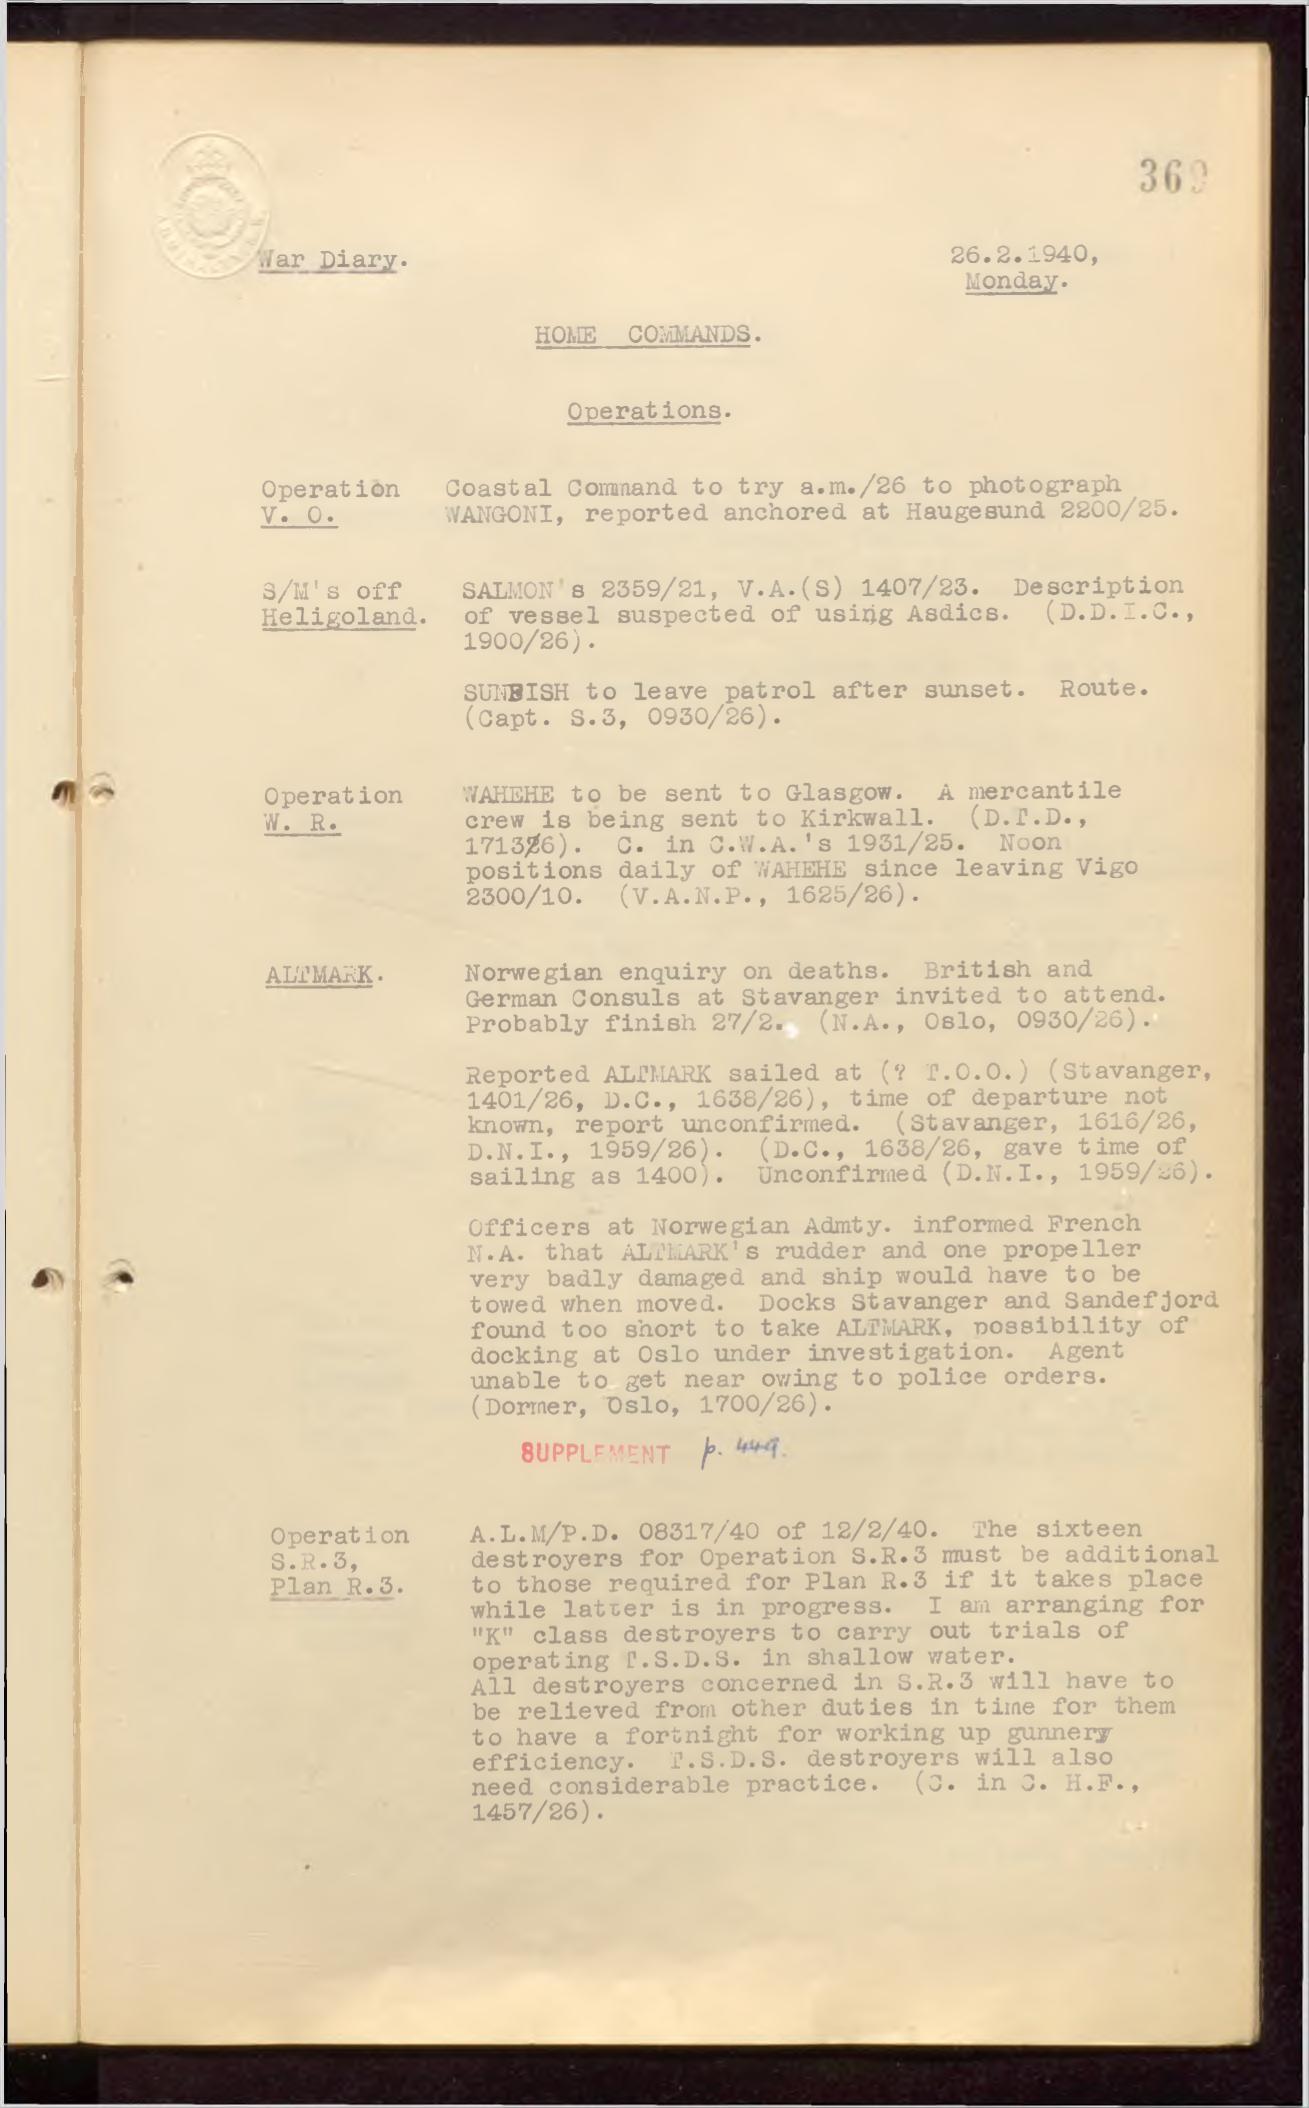 369
War Diary.
26.2.1940,
Monday.
HOME COMMANDS.
Operations.
Operation
V. O.
Coastal Command to try a.m./26 to photograph
WANGONI, reported anchored at Haugesund 2200/25.
S/M's off
Heligoland.
SALMON's 2359/21, V.A.(S) 1407/23. Description
of vessel suspected of using Asdics. (D.D.I.C.,
1900/26).
SUNFISH to leave patrol after sunset. Route.
(Capt. S.3, 0930/26).
Operation
W. R.
WAHEHE to be sent to Glasgow. A mercantile
crew is being sent to Kirkwall. (D.T.D.,
1713/26). C. in C.W.A.'s 1931/25. Noon
positions daily of WAHEHE since leaving Vigo
2300/10. (V.A.N.P., 1625/26).
ALTMARK.
Norwegian enquiry on deaths. British and
German Consuls at Stavanger invited to attend.
Probably finish 27/2. (N.A., Oslo, 0930/26).
Reported ALTMARK sailed at (? T.O.O.) (Stavanger,
1401/26, D.C., 1638/26), time of departure not
known, report unconfirmed. (Stavanger, 1616/26,
D.N.I., 1959/26). (D.C., 1638/26, gave time of
sailing as 1400). Unconfirmed (D.N.I., 1959/26).
Officers at Norwegian Admty. informed French
N.A. that ALTMARK's rudder and one propeller
very badly damaged and ship would have to be
towed when moved. Docks Stavanger and Sandefjord
found too short to take ALTMARK, possibility of
docking at Oslo under investigation. Agent
unable to get near owing to police orders.
(Dormer, Oslo, 1700/26).
SUPPLEMENT p. 449.
Operation
S.R.3,
Plan R.3.
A.L.M/P.D. 08317/40 of 12/2/40. The sixteen
destroyers for Operation S.R.3 must be additional
to those required for Plan R.3 if it takes place
while latter is in progress. I am arranging for
"K" class destroyers to carry out trials of
operating T.S.D.S. in shallow water.
All destroyers concerned in S.R.3 will have to
be relieved from other duties in time for them
to have a fortnight for working up gunnery
efficiency. T.S.D.S. destroyers will also
need considerable practice. (C. in C. H.F.,
1457/26).